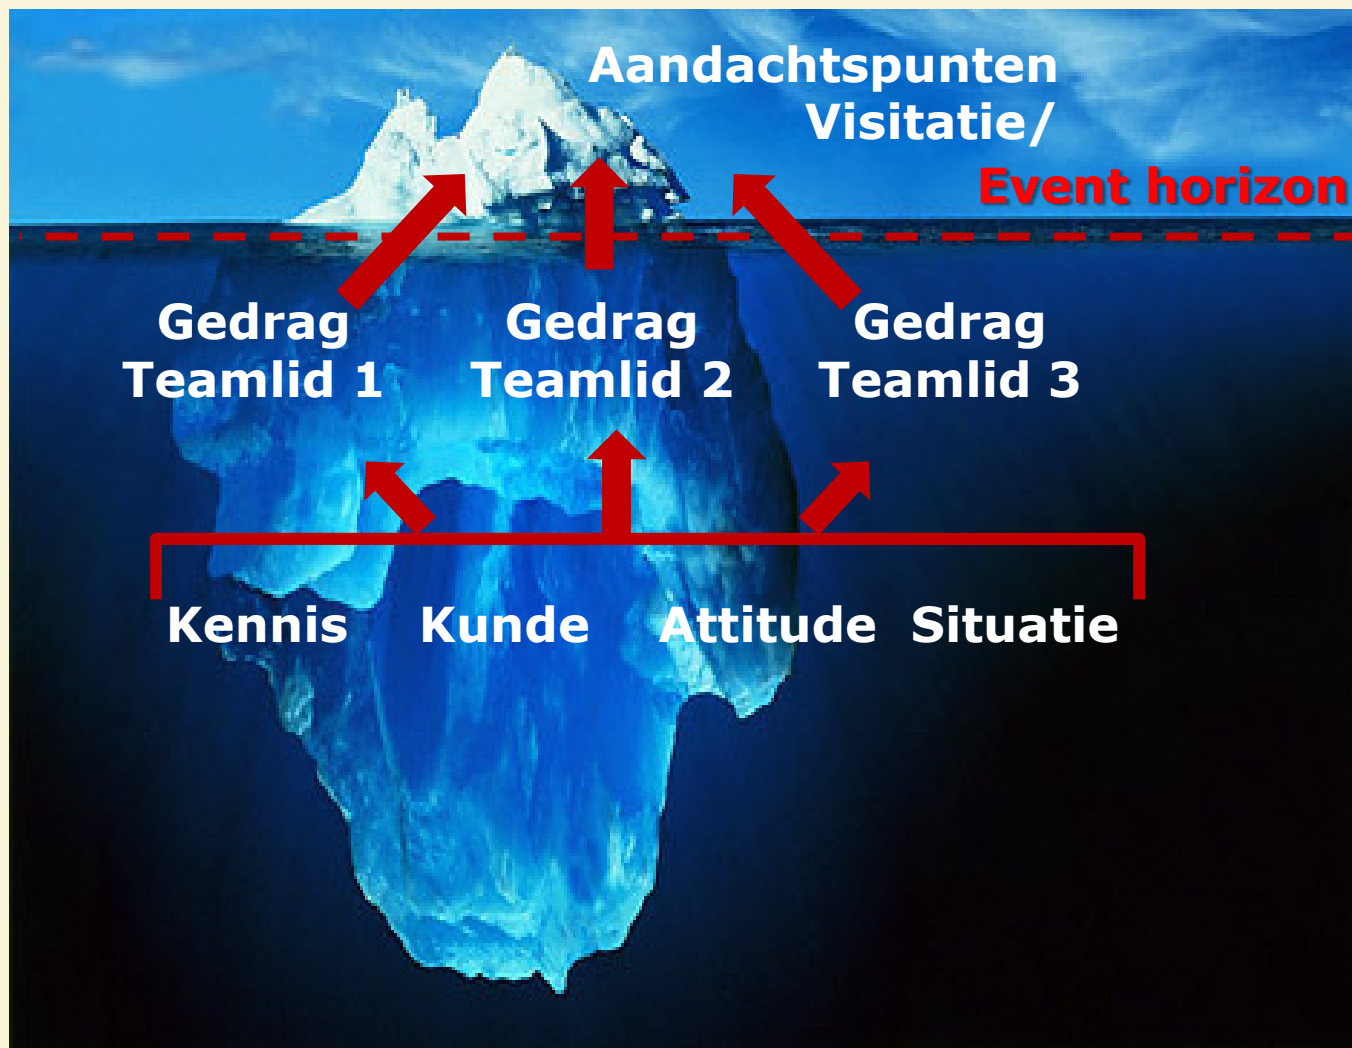 Aandachtspunten
Visitatie/
Event horizon
Gedrag Gedrag Gedrag
Teamlid 1 Teamlid 2 Teamlid 3
Kennis Kunde Attitude Situatie